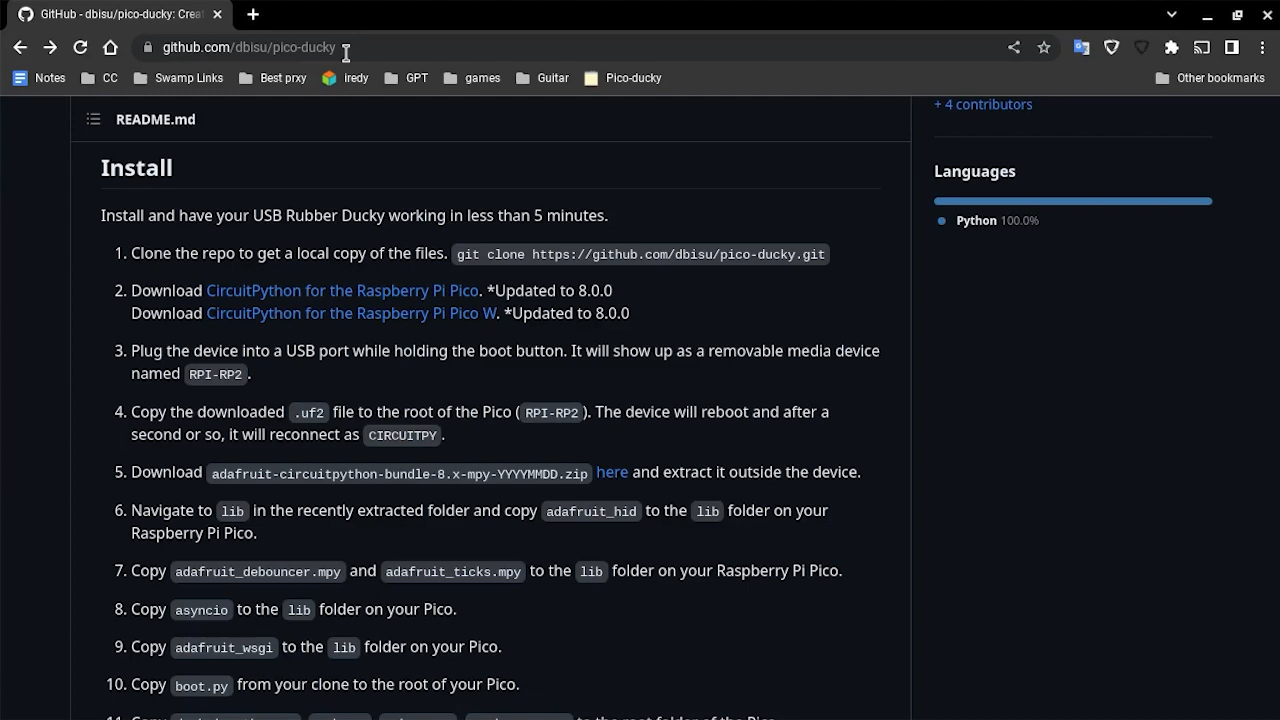 GitHub - dbisu/pico-ducky: Crea
github.com/dbisu/pico-ducky
Notes CC Swamp Links Best prxy iredy GPT games Guitar Pico-ducky Other bookmarks
README.md
+ 4 contributors
Install
Languages
Python 100.0%
Install and have your USB Rubber Ducky working in less than 5 minutes.
1. Clone the repo to get a local copy of the files. git clone https://github.com/dbisu/pico-ducky.git
2. Download CircuitPython for the Raspberry Pi Pico. *Updated to 8.0.0
Download CircuitPython for the Raspberry Pi Pico W. *Updated to 8.0.0
3. Plug the device into a USB port while holding the boot button. It will show up as a removable media device
named RPI-RP2.
4. Copy the downloaded .uf2 file to the root of the Pico (RPI-RP2). The device will reboot and after a
second or so, it will reconnect as CIRCUITPY.
5. Download adafruit-circuitpython-bundle-8.x-mpy-YYYYMMDD.zip here and extract it outside the device.
6. Navigate to lib in the recently extracted folder and copy adafruit_hid to the lib folder on your
Raspberry Pi Pico.
7. Copy adafruit_debouncer.mpy and adafruit_ticks.mpy to the lib folder on your Raspberry Pi Pico.
8. Copy asyncio to the lib folder on your Pico.
9. Copy adafruit_wsgi to the lib folder on your Pico.
10. Copy boot.py from your clone to the root of your Pico.